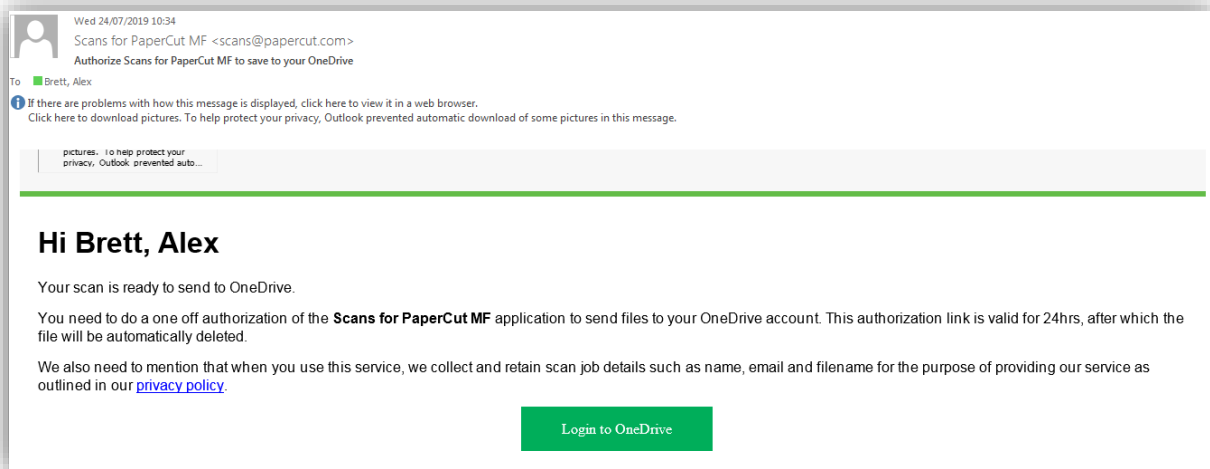 Wed 24/07/2019 10:34
Scans for PaperCut MF <scans@papercut.com>
Authorize Scans for PaperCut MF to save to your OneDrive
To Brett, Alex
If there are problems with how this message is displayed, click here to view it in a web browser.
Click here to download pictures. To help protect your privacy, Outlook prevented automatic download of some pictures in this message.
pictures. To help protect your
privacy, Outlook prevented auto...
Hi Brett, Alex
Your scan is ready to send to OneDrive.
You need to do a one off authorization of the Scans for PaperCut MF application to send files to your OneDrive account. This authorization link is valid for 24hrs, after which the
file will be automatically deleted.
We also need to mention that when you use this service, we collect and retain scan job details such as name, email and filename for the purpose of providing our service as
outlined in our privacy policy.
Login to OneDrive